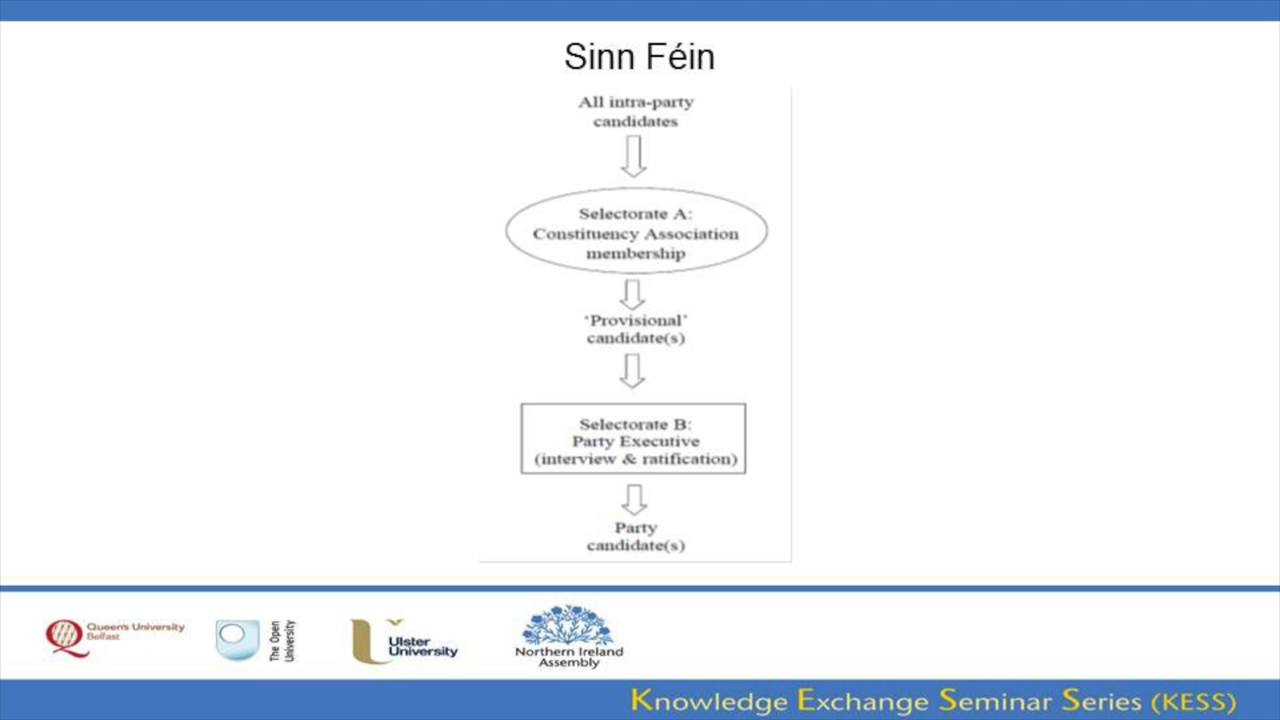 Sinn Féin
All intra-party
candidates
Selectorate A:
Constituency Association
membership
'Provisional'
candidate(s)
Selectorate B:
Party Executive
(interview & ratification)
Party
candidate(s)
Queen's University
Belfast
The Open
University
Ulster
University
Northern Ireland
Assembly
Knowledge Exchange Seminar Series (KESS)